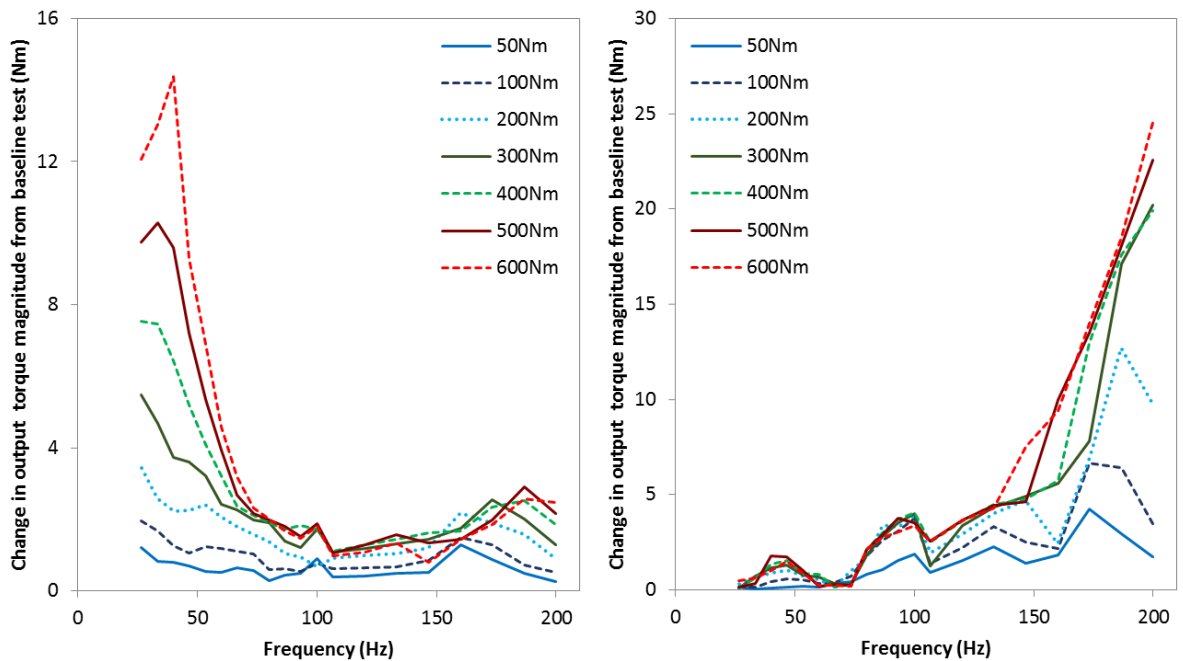 Change in output torque magnitude from baseline test (Nm)
16
12
8
4
0
50Nm
100Nm
200Nm
300Nm
400Nm
500Nm
600Nm
0
50
100
150
200
Frequency (Hz)
Change in output torque magnitude from baseline test (Nm)
30
25
20
15
10
5
0
50Nm
100Nm
200Nm
300Nm
400Nm
500Nm
600Nm
0
50
100
150
200
Frequency (Hz)